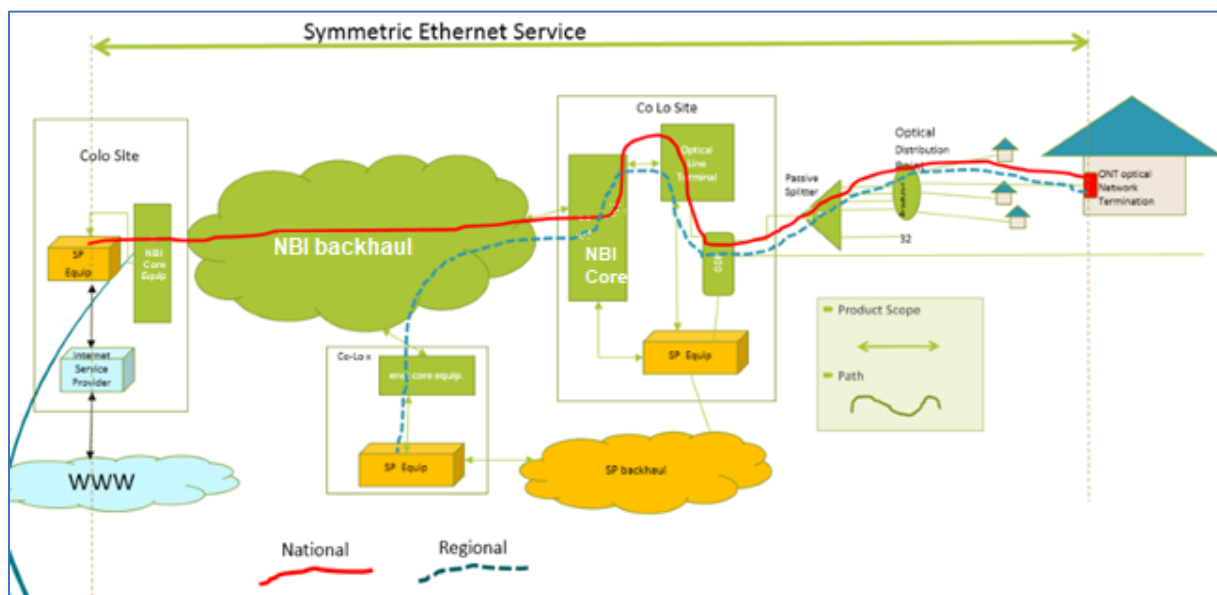 Symmetric Ethernet Service
Colo Site
SP
Equip
NBI
Core
Equip
Internet
Service
Provider
WWW
NBI backhaul
Co-Lo x
core equip.
SP Equip
SP backhaul
Co Lo Site
NBI
Core
Optical
Line
Terminal
SP Equip
Passive
Splitter
Optical
Distribution
32
ONT optical
Network
Termination
Product Scope
Path
National
Regional